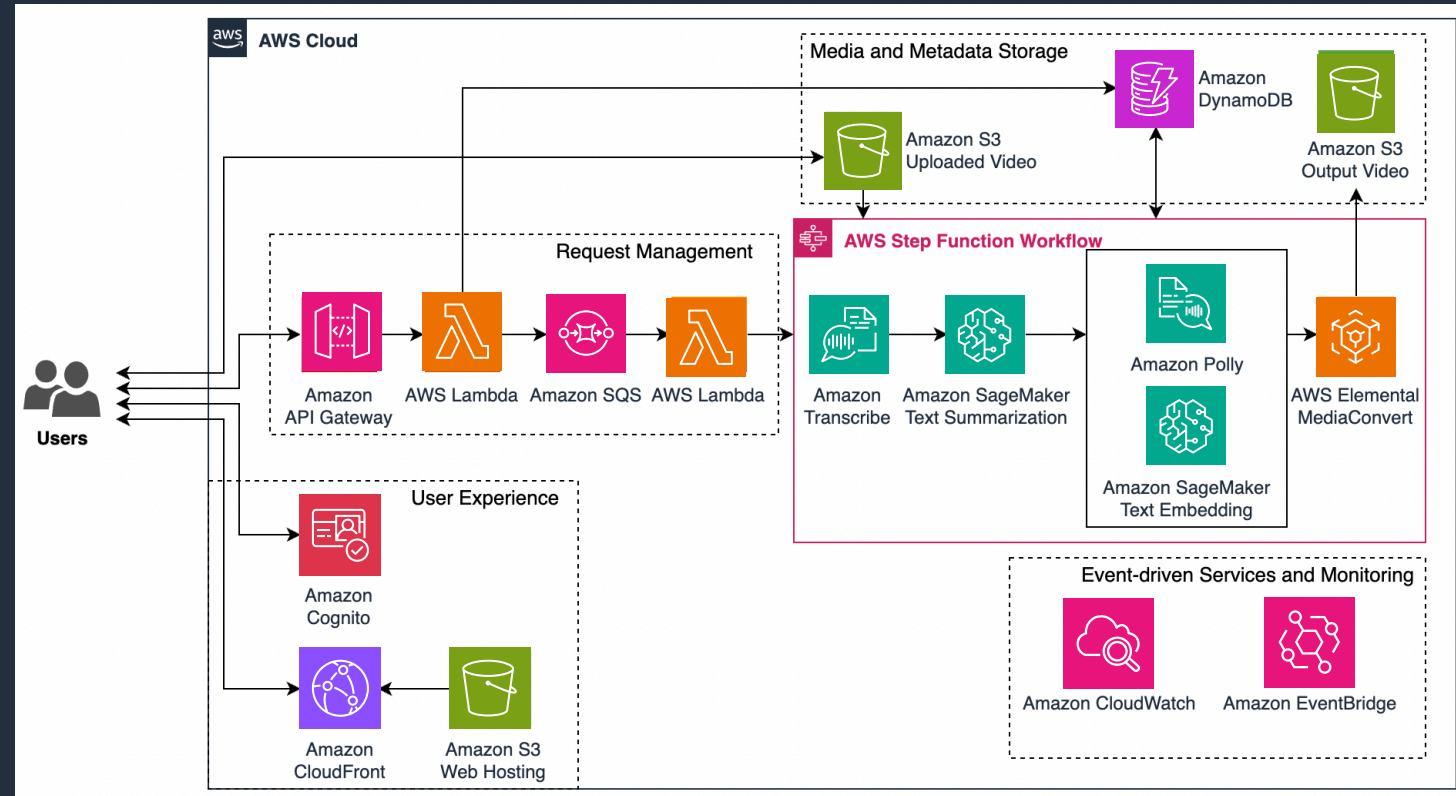 aws
AWS Cloud
Media and Metadata Storage
Amazon
DynamoDB
Amazon S3
Uploaded Video
Amazon S3
Output Video
Request Management
AWS Step Function Workflow
Amazon
API Gateway
AWS Lambda
Amazon SQS
AWS Lambda
Amazon
Transcribe
Amazon SageMaker
Text Summarization
Amazon Polly
Amazon SageMaker
Text Embedding
AWS Elemental
MediaConvert
Users
User Experience
Amazon
Cognito
Amazon
CloudFront
Amazon S3
Web Hosting
Event-driven Services and Monitoring
Amazon CloudWatch
Amazon EventBridge